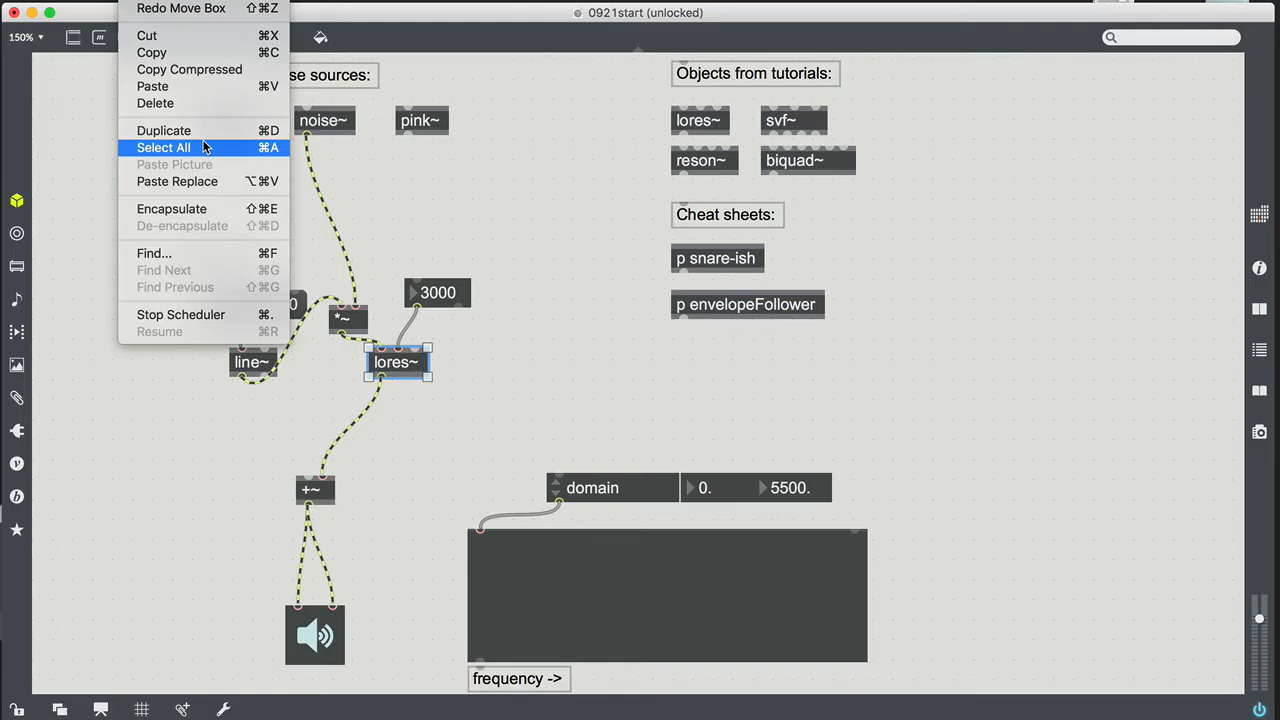 0921start (unlocked)
150%
Redo Move Box ⇧⌘Z
Cut ⌘X
Copy ⌘C
Copy Compressed
Paste ⌘V
Delete
Duplicate ⌘D
Select All ⌘A
Paste Picture
Paste Replace ⌥⌘V
Encapsulate ⇧⌘E
De-encapsulate ⇧⌘D
Find... ⌘F
Find Next ⌘G
Find Previous ⇧⌘G
Stop Scheduler ⌘.
Resume ⌘R
se sources:
noise~
pink~
3000
0
*~
line~
lores~
+~
domain 0. 5500.
frequency ->
Objects from tutorials:
lores~ svf~
reson~ biquad~
Cheat sheets:
p snare-ish
p envelopeFollower